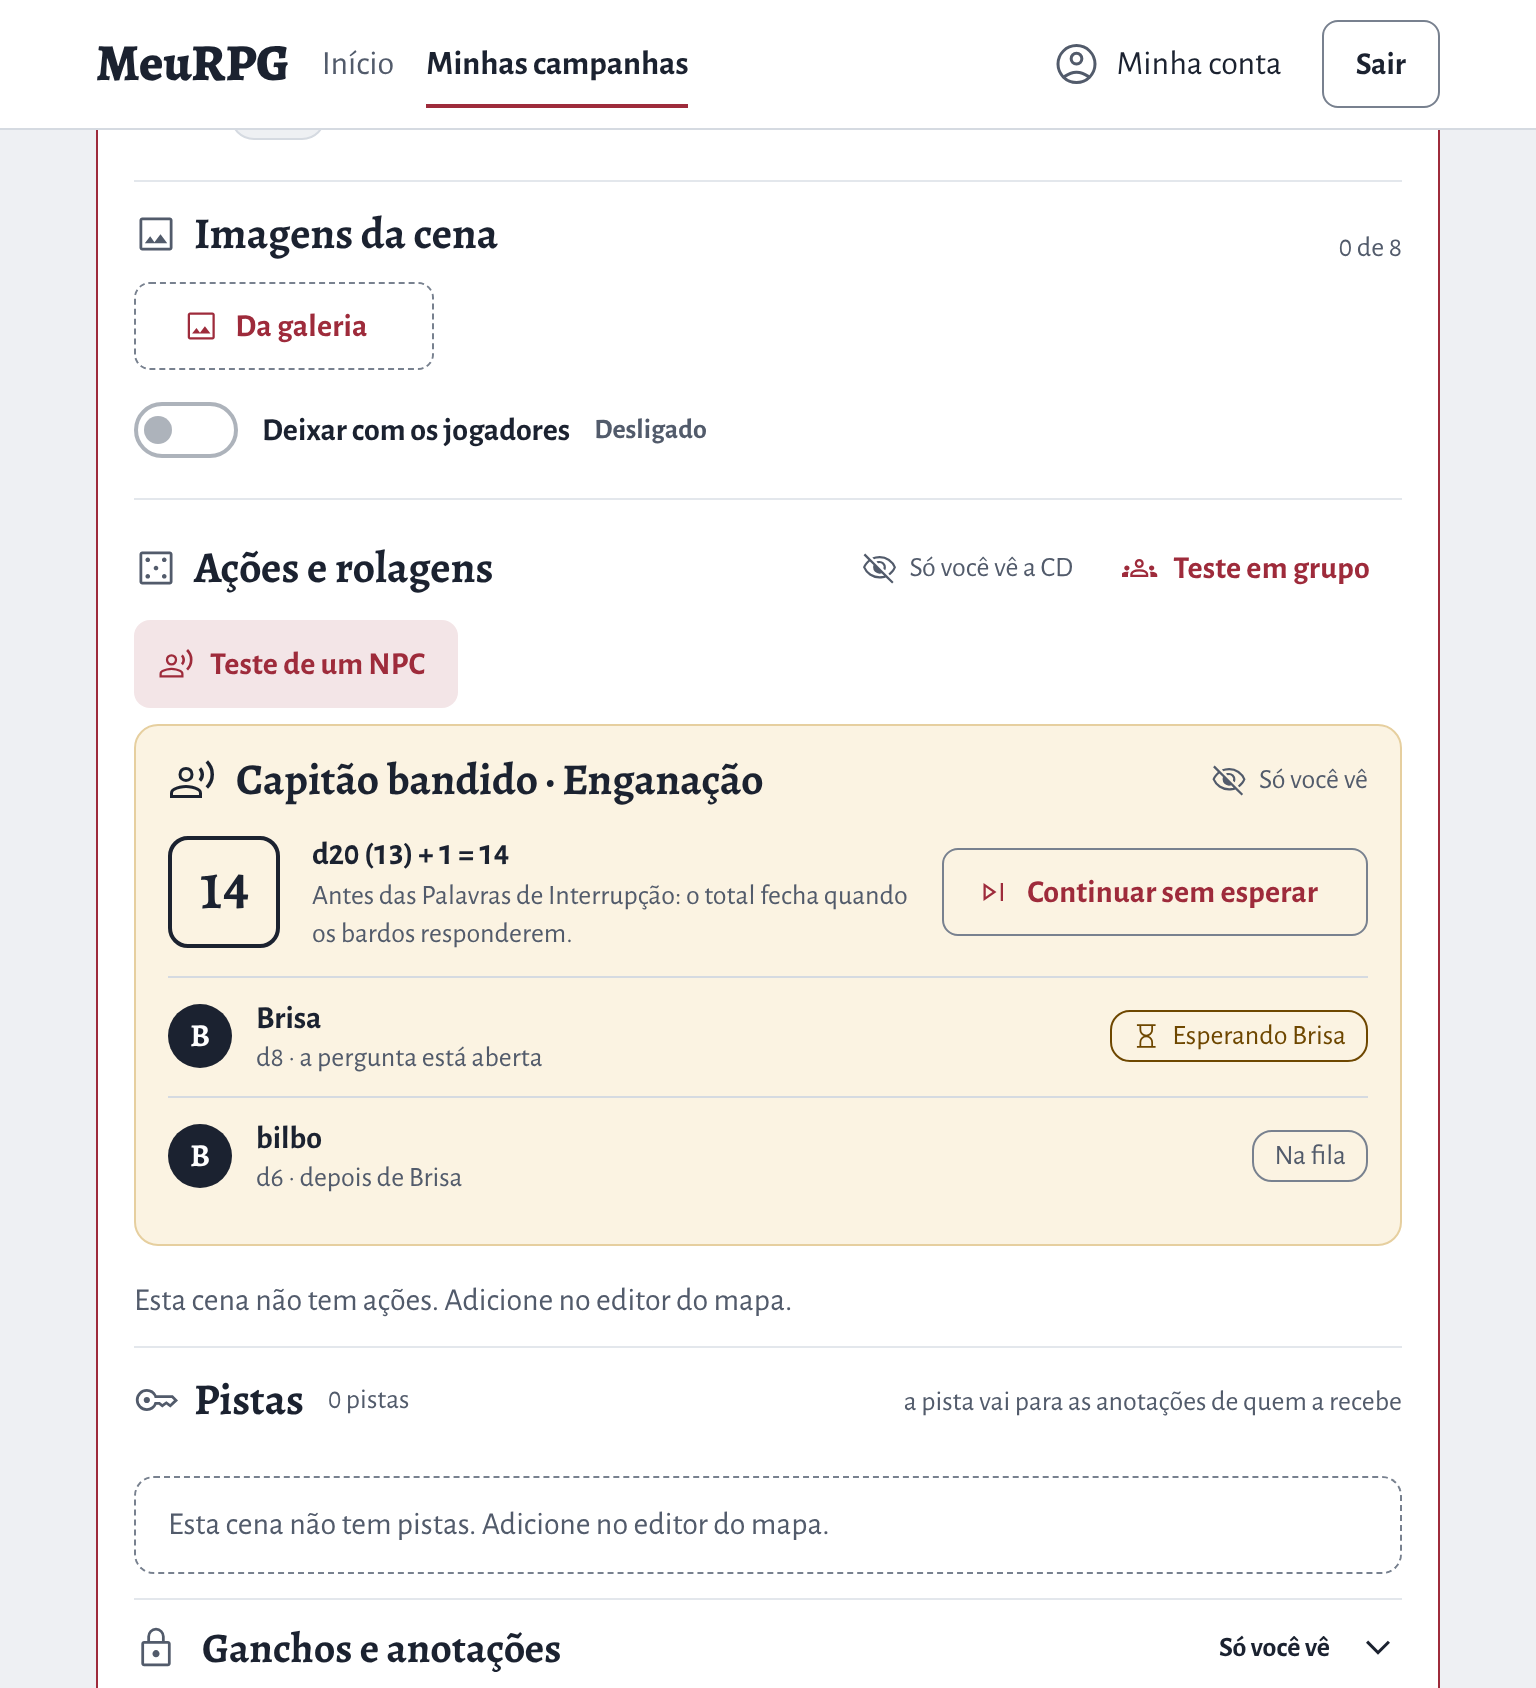 MeuRPG Início Minhas campanhas Minha conta Sair
Imagens da cena 0 de 8
Da galeria
Deixar com os jogadores Desligado
Ações e rolagens Só você vê a CD Teste em grupo
Teste de um NPC
Capitão bandido · Enganação Só você vê
14
d20 (13) + 1 = 14
Antes das Palavras de Interrupção: o total fecha quando
os bardos responderem.
Continuar sem esperar
B Brisa
d8 · a pergunta está aberta
Esperando Brisa
B bilbo
d6 · depois de Brisa
Na fila
Esta cena não tem ações. Adicione no editor do mapa.
Pistas 0 pistas a pista vai para as anotações de quem a recebe
Esta cena não tem pistas. Adicione no editor do mapa.
Ganchos e anotações Só você vê